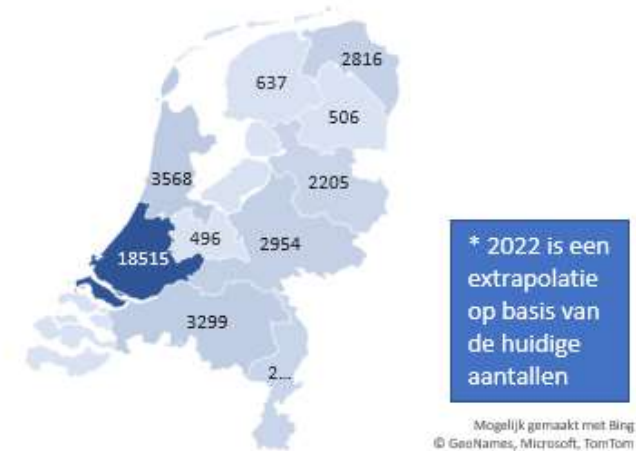 2816
637
506
3568
2205
496
2954
18515
3299
2...
* 2022 is een
extrapolatie
op basis van
de huidige
aantallen
Mogelijk gemaakt met Bing
© GeoNames, Microsoft, TomTom